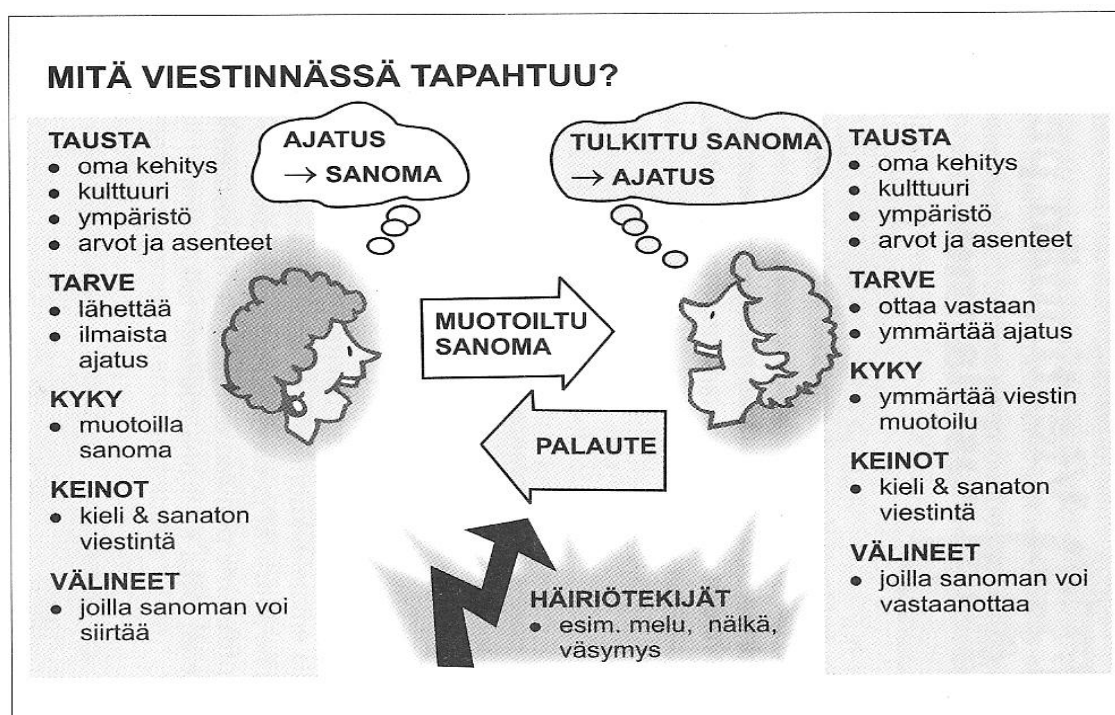 MITÄ VIESTINNÄSSÄ TAPAHTUU?
TAUSTA
• oma kehitys
• kulttuuri
• ympäristö
• arvot ja asenteet
TARVE
• lähettää
• ilmaista
ajatus
KYKY
• muotoilla
sanoma
KEINOT
• kieli & sanaton
viestintä
VÄLINEET
• joilla sanoman voi
siirtää
AJATUS
→ SANOMA
TULKITTU SANOMA
→ AJATUS
MUOTOILTU
SANOMA
PALAUTE
HÄIRIÖTEKIJÄT
• esim. melu, nälkä,
väsymys
TAUSTA
• oma kehitys
• kulttuuri
• ympäristö
• arvot ja asenteet
TARVE
• ottaa vastaan
• ymmärtää ajatus
KYKY
• ymmärtää viestin
muotoilu
KEINOT
• kieli & sanaton
viestintä
VÄLINEET
• joilla sanoman voi
vastaanottaa